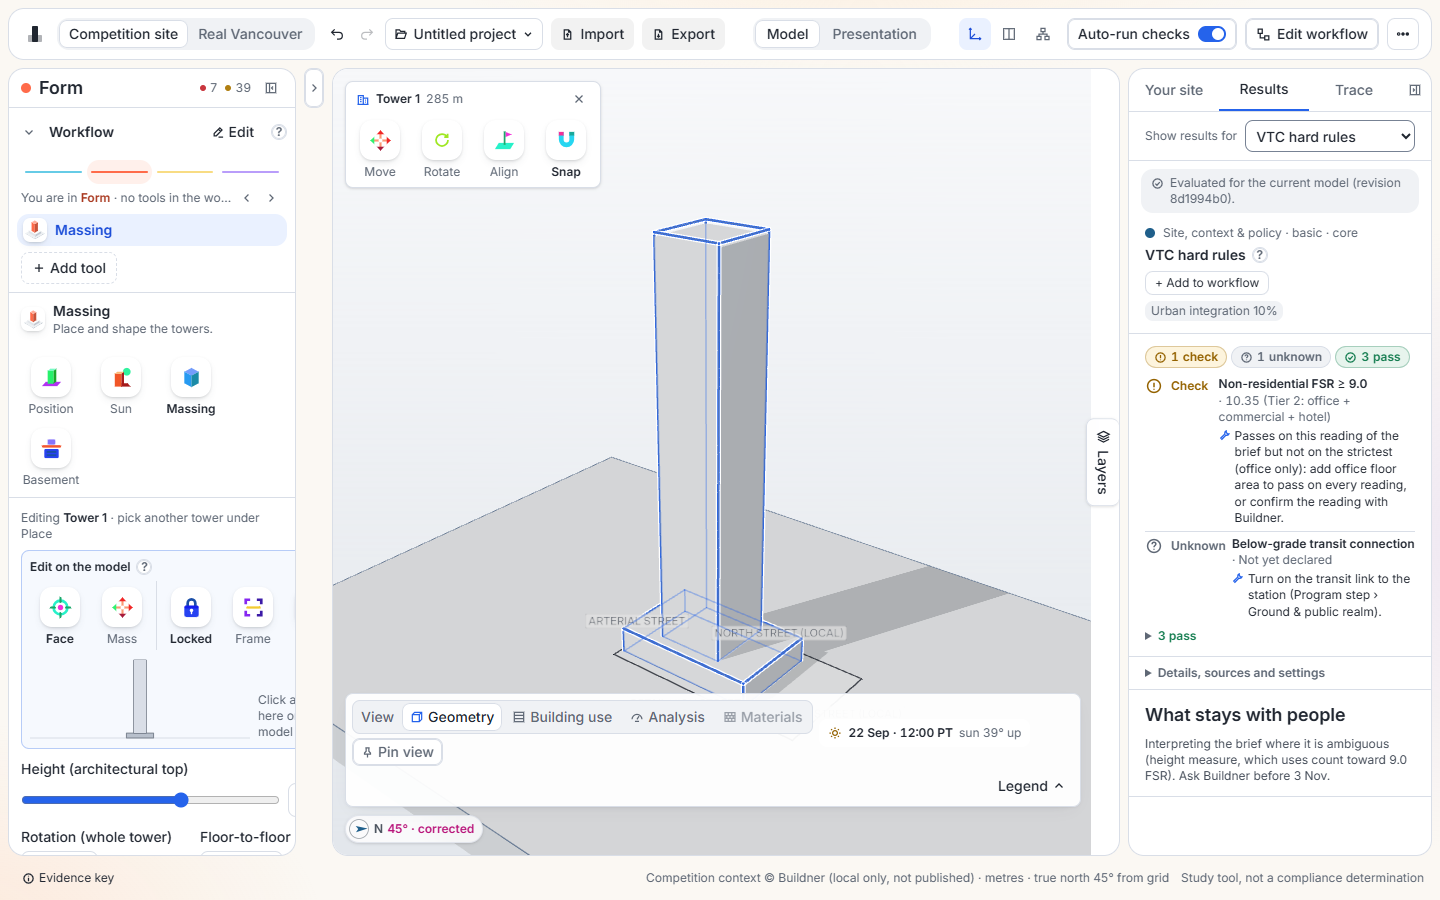 Competition site
Real Vancouver
Untitled project
Import
Export
Model
Presentation
Auto-run checks
Edit workflow
Form
7
39
Workflow
Edit
?
You are in Form · no tools in the wo...
Massing
+ Add tool
Massing
Place and shape the towers.
Position
Sun
Massing
Basement
Editing Tower 1 · pick another tower under
Place
Edit on the model ?
Face
Mass
Locked
Frame
Click a
here o
model
Height (architectural top)
Rotation (whole tower)
Floor-to-floor
Tower 1 285 m
Move
Rotate
Align
Snap
ARTERIAL STREET
NORTH STREET (LOCAL)
Layers
View
Geometry
Building use
Analysis
Materials
Pin view
22 Sep · 12:00 PT sun 39° up
Legend
N 45° · corrected
Your site
Results
Trace
Show results for
VTC hard rules
Evaluated for the current model (revision
8d1994b0).
Site, context & policy · basic · core
VTC hard rules ?
+ Add to workflow
Urban integration 10%
1 check
1 unknown
3 pass
Check
Non-residential FSR ≥ 9.0
· 10.35 (Tier 2: office +
commercial + hotel)
Passes on this reading of the
brief but not on the strictest
(office only): add office floor
area to pass on every reading,
or confirm the reading with
Buildner.
Unknown
Below-grade transit connection
· Not yet declared
Turn on the transit link to the
station (Program step ›
Ground & public realm).
3 pass
Details, sources and settings
What stays with people
Interpreting the brief where it is ambiguous
(height measure, which uses count toward 9.0
FSR). Ask Buildner before 3 Nov.
Evidence key
Competition context © Buildner (local only, not published) · metres · true north 45° from grid
Study tool, not a compliance determination